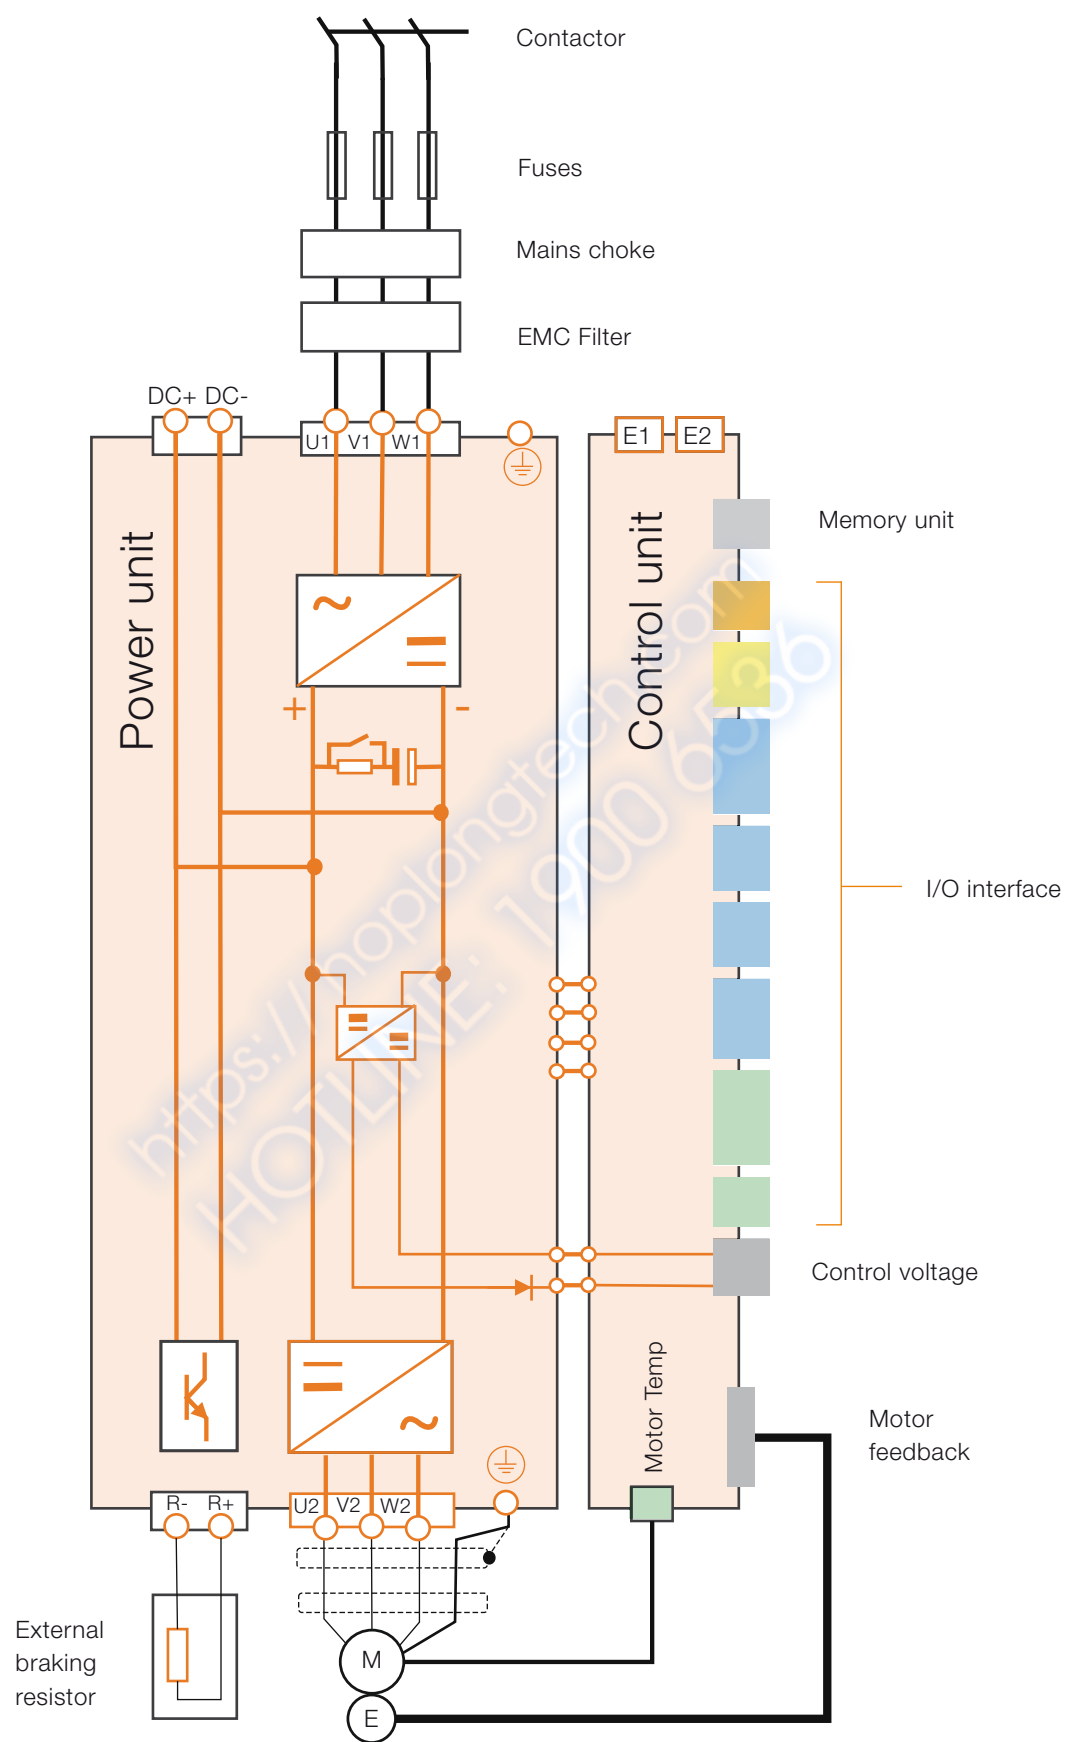 Contactor
Fuses
Mains choke
EMC Filter
DC+ DC-
U1 V1 W1
E1 E2
Memory unit
Power unit
Control unit
+ -
I/O interface
https://hoplongtech.com
HOTLINE: 1900 6536
Control voltage
Motor Temp
Motor
feedback
R- R+
U2 V2 W2
External
braking
resistor
M
E